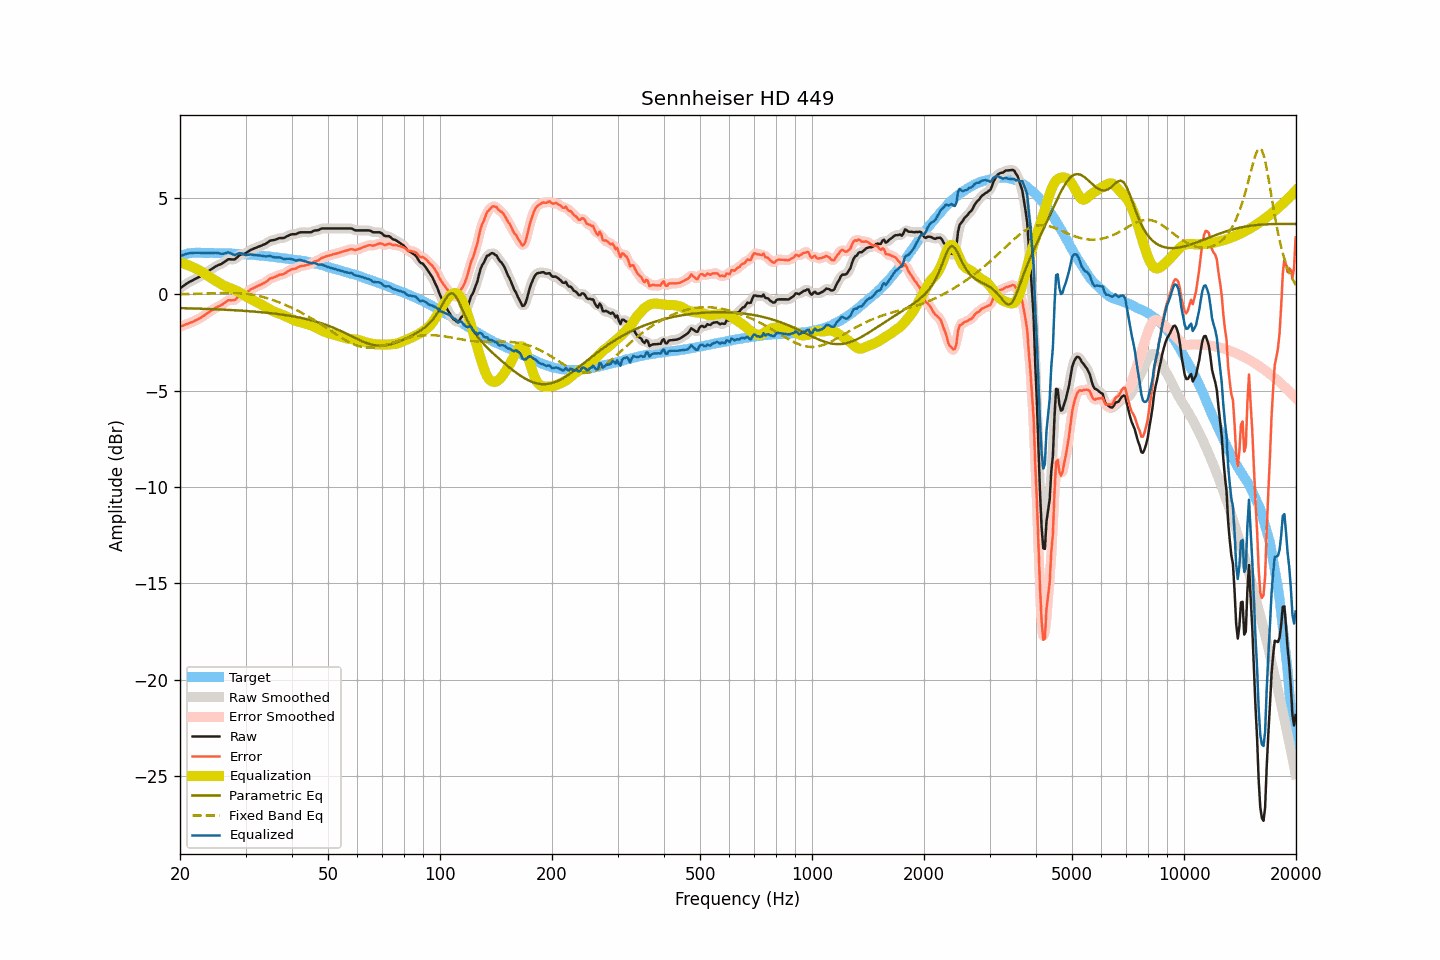 Sennheiser HD 449
Amplitude (dBr)
5
0
−5
−10
−15
−20
−25
Target
Raw Smoothed
Error Smoothed
Raw
Error
Equalization
Parametric Eq
Fixed Band Eq
Equalized
20 50 100 200 500 1000 2000 5000 10000 20000
Frequency (Hz)